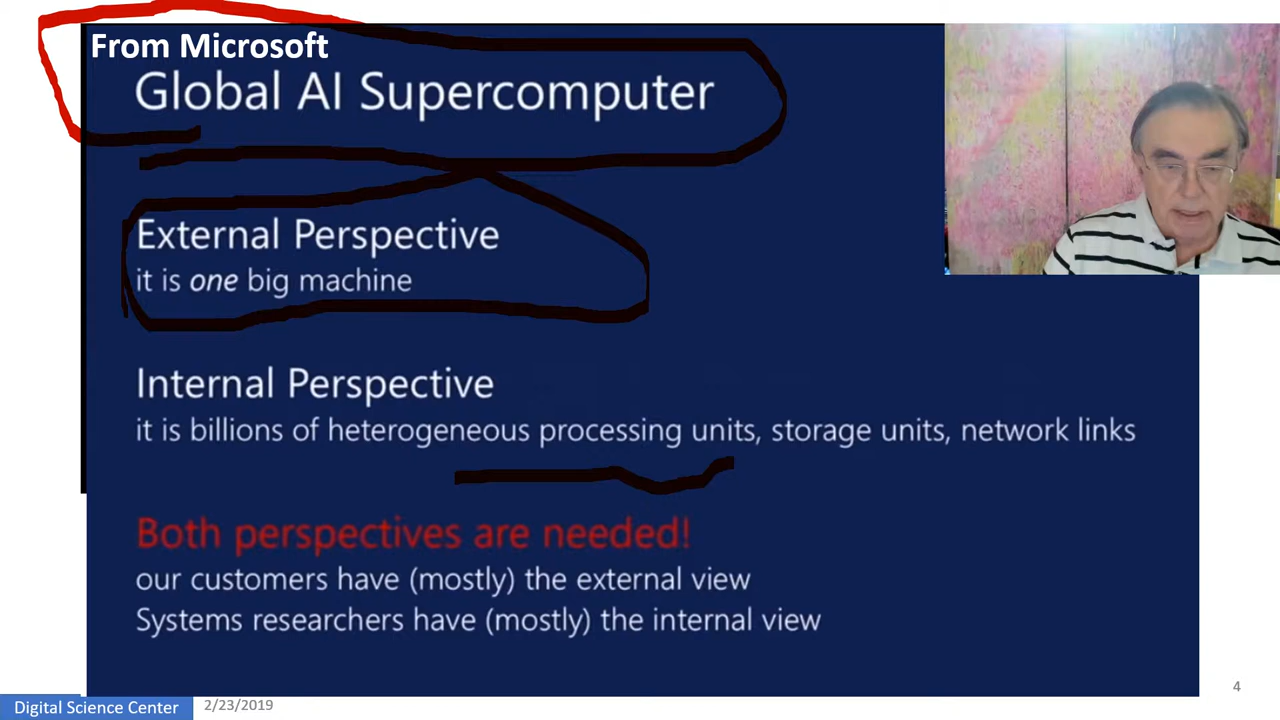 From Microsoft
Global AI Supercomputer
External Perspective
it is one big machine
Internal Perspective
it is billions of heterogeneous processing units, storage units, network links
Both perspectives are needed!
our customers have (mostly) the external view
Systems researchers have (mostly) the internal view
Digital Science Center
2/23/2019
4